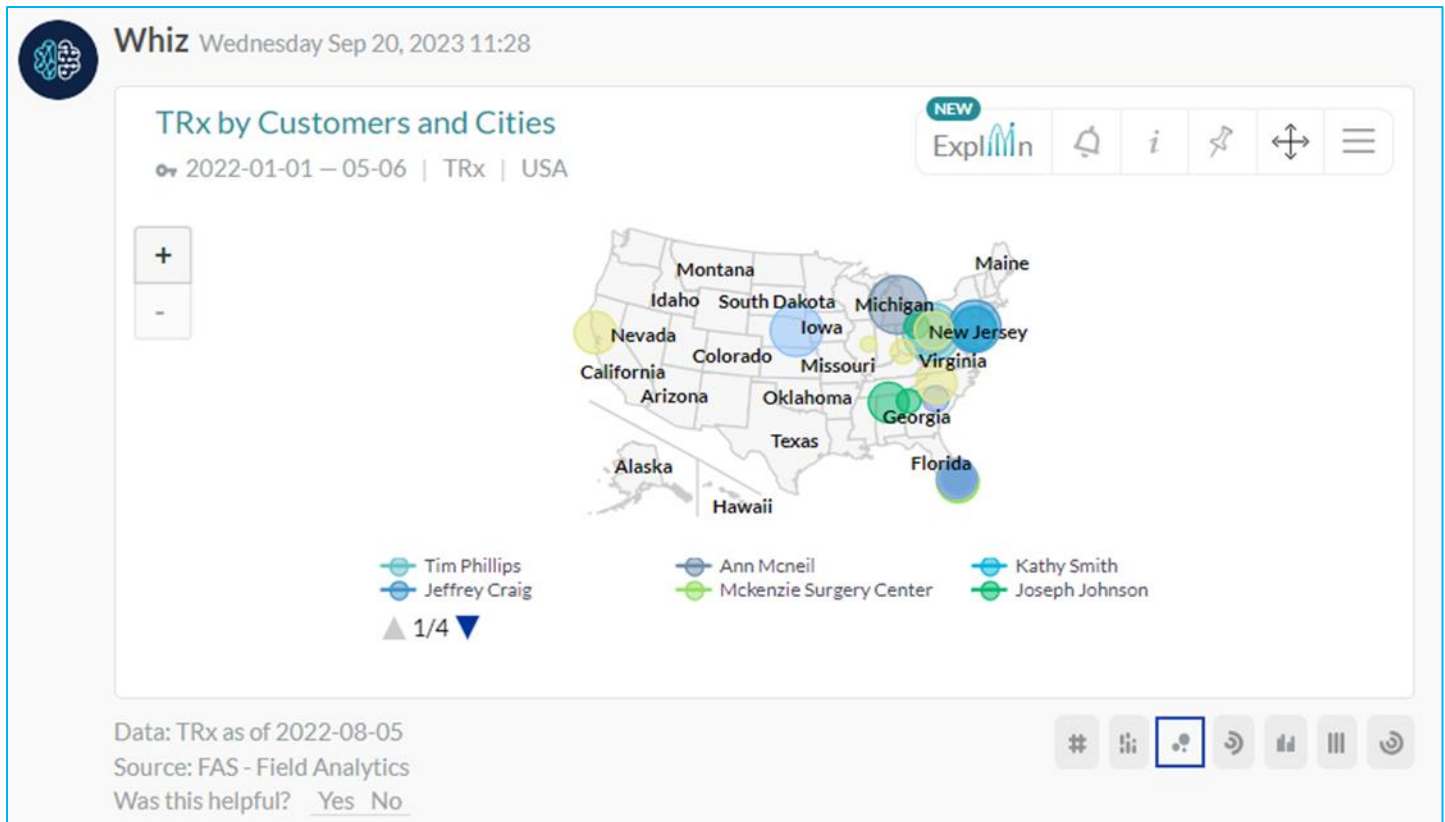 Whiz Wednesday Sep 20, 2023 11:28
TRx by Customers and Cities
2022-01-01 — 05-06 | TRx | USA
NEW
Expl n
i
+
-
Maine
Montana
Idaho South Dakota Michigan
Nevada Iowa New Jersey
Colorado Missouri Virginia
California
Arizona Oklahoma
Georgia
Texas
Alaska Florida
Hawaii
Tim Phillips Ann Mcneil Kathy Smith
Jeffrey Craig Mckenzie Surgery Center Joseph Johnson
1/4
Data: TRx as of 2022-08-05
Source: FAS - Field Analytics
Was this helpful? Yes No